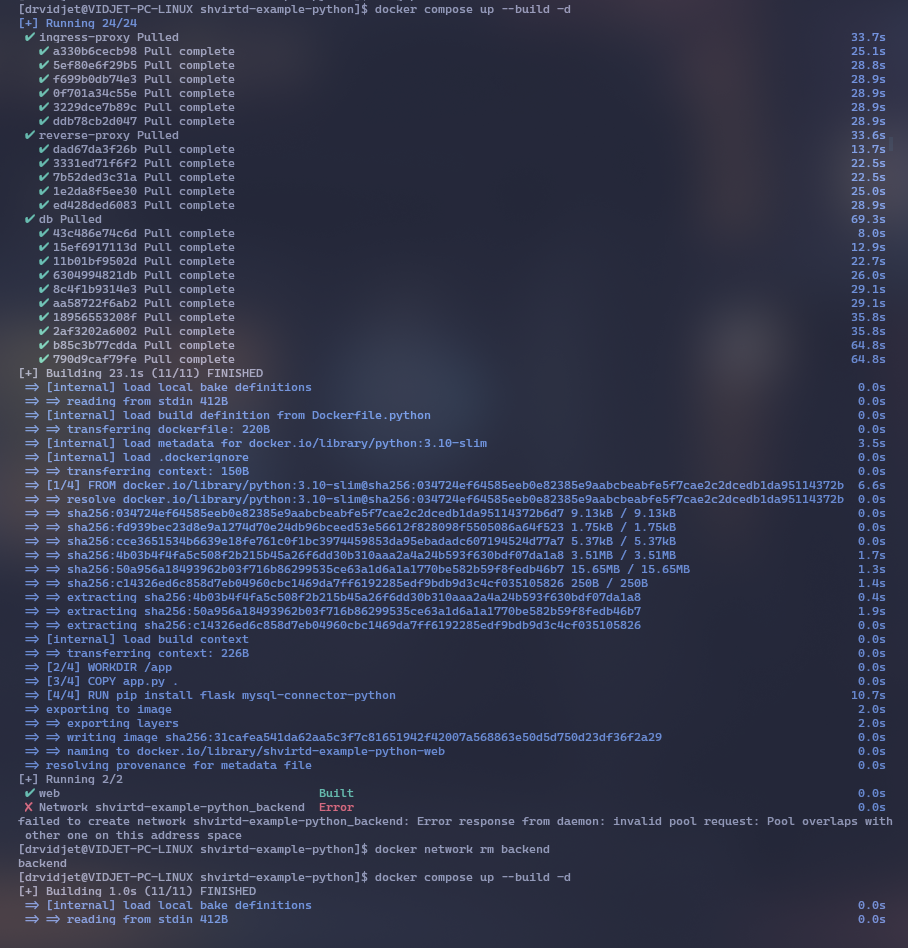 [drvidjet@VIDJET-PC-LINUX shvirtd-example-python]$ docker compose up --build -d
[+] Running 24/24
✔ ingress-proxy Pulled 33.7s
✔ a330b6cecb98 Pull complete 25.1s
✔ 5ef80e6f29b5 Pull complete 28.8s
✔ f699b0db74e3 Pull complete 28.9s
✔ 0f701a34c55e Pull complete 28.9s
✔ 3229dce7b89c Pull complete 28.9s
✔ ddb78cb2d047 Pull complete 28.9s
✔ reverse-proxy Pulled 33.6s
✔ dad67da3f26b Pull complete 13.7s
✔ 3331ed71f6f2 Pull complete 22.5s
✔ 7b52ded3c31a Pull complete 22.5s
✔ 1e2da8f5ee30 Pull complete 25.0s
✔ ed428ded6083 Pull complete 28.9s
✔ db Pulled 69.3s
✔ 43c486e74c6d Pull complete 8.0s
✔ 15ef6917113d Pull complete 12.9s
✔ 11b01bf9502d Pull complete 22.7s
✔ 6304994821db Pull complete 26.0s
✔ 8c4f1b9314e3 Pull complete 29.1s
✔ aa58722f6ab2 Pull complete 29.1s
✔ 18956553208f Pull complete 35.8s
✔ 2af3202a6002 Pull complete 35.8s
✔ b85c3b77cdda Pull complete 64.8s
✔ 790d9caf79fe Pull complete 64.8s
[+] Building 23.1s (11/11) FINISHED
=> [internal] load local bake definitions 0.0s
=> => reading from stdin 412B 0.0s
=> [internal] load build definition from Dockerfile.python 0.0s
=> => transferring dockerfile: 220B 0.0s
=> [internal] load metadata for docker.io/library/python:3.10-slim 3.5s
=> [internal] load .dockerignore 0.0s
=> => transferring context: 150B 0.0s
=> [1/4] FROM docker.io/library/python:3.10-slim@sha256:034724ef64585eeb0e82385e9aabcbeabfe5f7cae2c2dcedb1da95114372b 6.6s
=> => resolve docker.io/library/python:3.10-slim@sha256:034724ef64585eeb0e82385e9aabcbeabfe5f7cae2c2dcedb1da95114372b 0.0s
=> => sha256:034724ef64585eeb0e82385e9aabcbeabfe5f7cae2c2dcedb1da95114372b6d7 9.13kB / 9.13kB 0.0s
=> => sha256:fd939bec23d8e9a1274d70e24db96bceed53e56612f828098f5505086a64f523 1.75kB / 1.75kB 0.0s
=> => sha256:cce3651534b6639e18fe761c0f1bc3974459853da95ebadadc607194524d77a7 5.37kB / 5.37kB 0.0s
=> => sha256:4b03b4f4fa5c508f2b215b45a26f6dd30b310aaa2a4a24b593f630bdf07da1a8 3.51MB / 3.51MB 1.7s
=> => sha256:50a956a18493962b03f716b86299535ce63a1d6a1a1770be582b59f8fedb46b7 15.65MB / 15.65MB 1.3s
=> => sha256:c14326ed6c858d7eb04960cbc1469da7ff6192285edf9bdb9d3c4cf035105826 250B / 250B 1.4s
=> => extracting sha256:4b03b4f4fa5c508f2b215b45a26f6dd30b310aaa2a4a24b593f630bdf07da1a8 0.4s
=> => extracting sha256:50a956a18493962b03f716b86299535ce63a1d6a1a1770be582b59f8fedb46b7 1.9s
=> => extracting sha256:c14326ed6c858d7eb04960cbc1469da7ff6192285edf9bdb9d3c4cf035105826 0.0s
=> [internal] load build context 0.0s
=> => transferring context: 226B 0.0s
=> [2/4] WORKDIR /app 0.0s
=> [3/4] COPY app.py . 0.0s
=> [4/4] RUN pip install flask mysql-connector-python 10.7s
=> exporting to image 2.0s
=> => exporting layers 2.0s
=> => writing image sha256:31cafea541da62aa5c3f7c81651942f42007a568863e50d5d750d23df36f2a29 0.0s
=> => naming to docker.io/library/shvirtd-example-python-web 0.0s
=> resolving provenance for metadata file 0.0s
[+] Running 2/2
✔ web Built 0.0s
✘ Network shvirtd-example-python_backend Error 0.0s
failed to create network shvirtd-example-python_backend: Error response from daemon: invalid pool request: Pool overlaps with
other one on this address space
[drvidjet@VIDJET-PC-LINUX shvirtd-example-python]$ docker network rm backend
backend
[drvidjet@VIDJET-PC-LINUX shvirtd-example-python]$ docker compose up --build -d
[+] Building 1.0s (11/11) FINISHED
=> [internal] load local bake definitions 0.0s
=> => reading from stdin 412B 0.0s